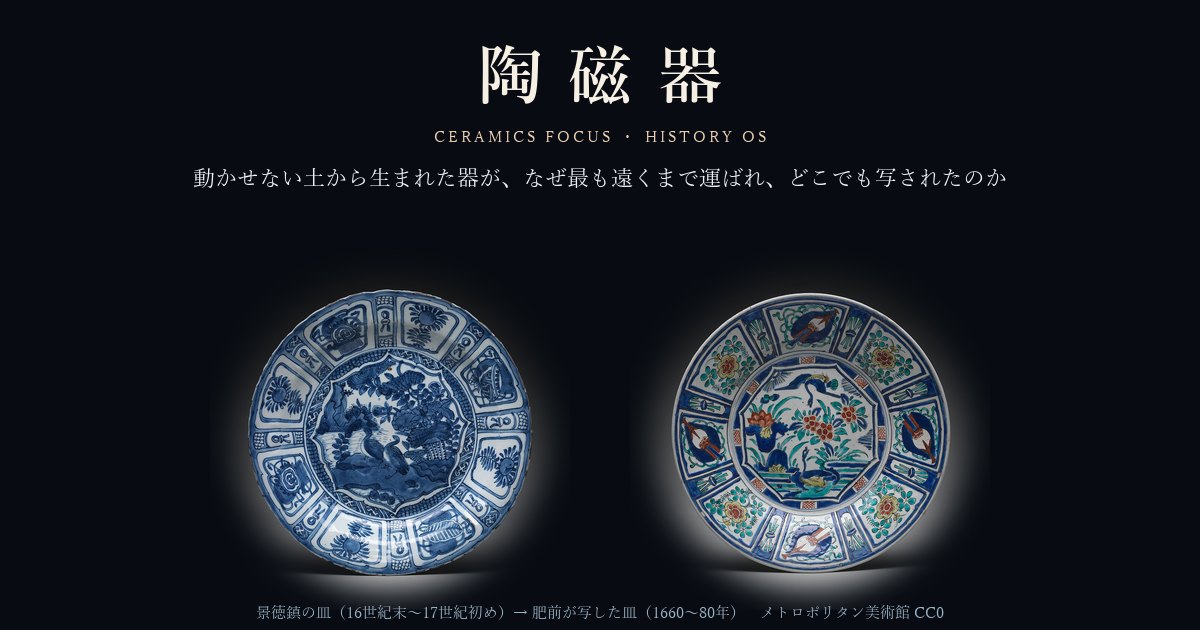 陶磁器
CERAMICS FOCUS ・ HISTORY OS
動かせない土から生まれた器が、なぜ最も遠くまで運ばれ、どこでも写されたのか
景徳鎮の皿（16世紀末〜17世紀初め）→ 肥前が写した皿（1660〜80年）　メトロポリタン美術館 CC0